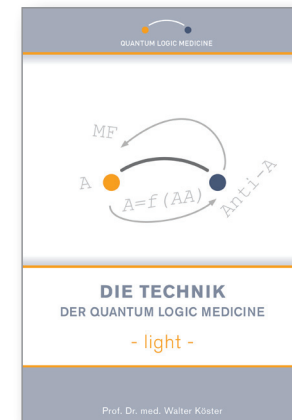 QUANTUM LOGIC MEDICINE
MF
A
A=f(AA)
Anti-A
DIE TECHNIK
DER QUANTUM LOGIC MEDICINE
- light -
Prof. Dr. med. Walter Köster